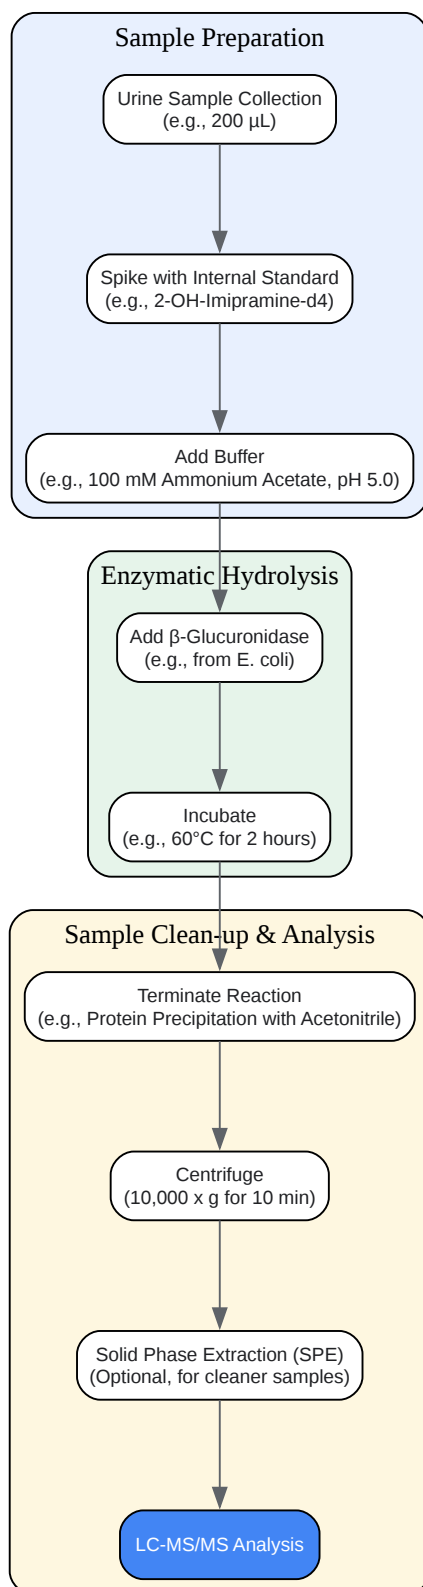 Sample Preparation
Urine Sample Collection
(e.g., 200 µL)
Spike with Internal Standard
(e.g., 2-OH-Imipramine-d4)
Add Buffer
(e.g., 100 mM Ammonium Acetate, pH 5.0)
Enzymatic Hydrolysis
Add β-Glucuronidase
(e.g., from E. coli)
Incubate
(e.g., 60°C for 2 hours)
Sample Clean-up & Analysis
Terminate Reaction
(e.g., Protein Precipitation with Acetonitrile)
Centrifuge
(10,000 x g for 10 min)
Solid Phase Extraction (SPE)
(Optional, for cleaner samples)
LC-MS/MS Analysis